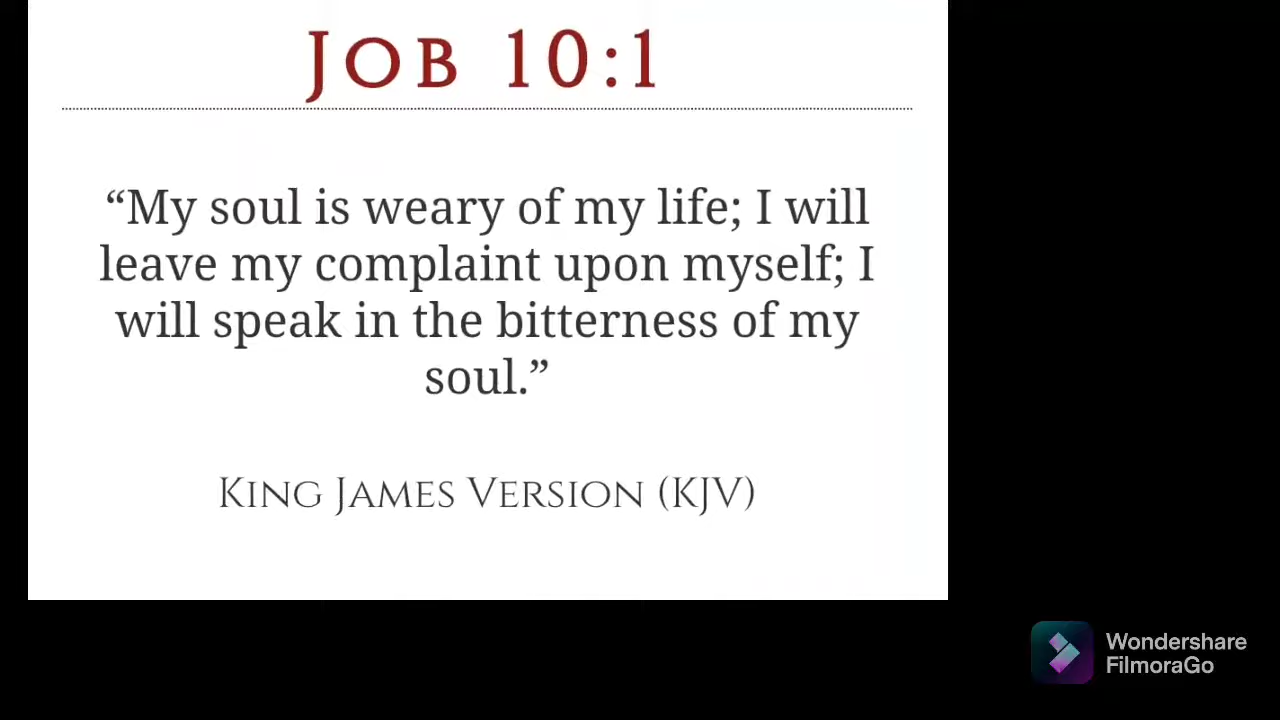 JOB 10:1
“My soul is weary of my life; I will
leave my complaint upon myself; I
will speak in the bitterness of my
soul.”
KING JAMES VERSION (KJV)
Wondershare
FilmoraGo